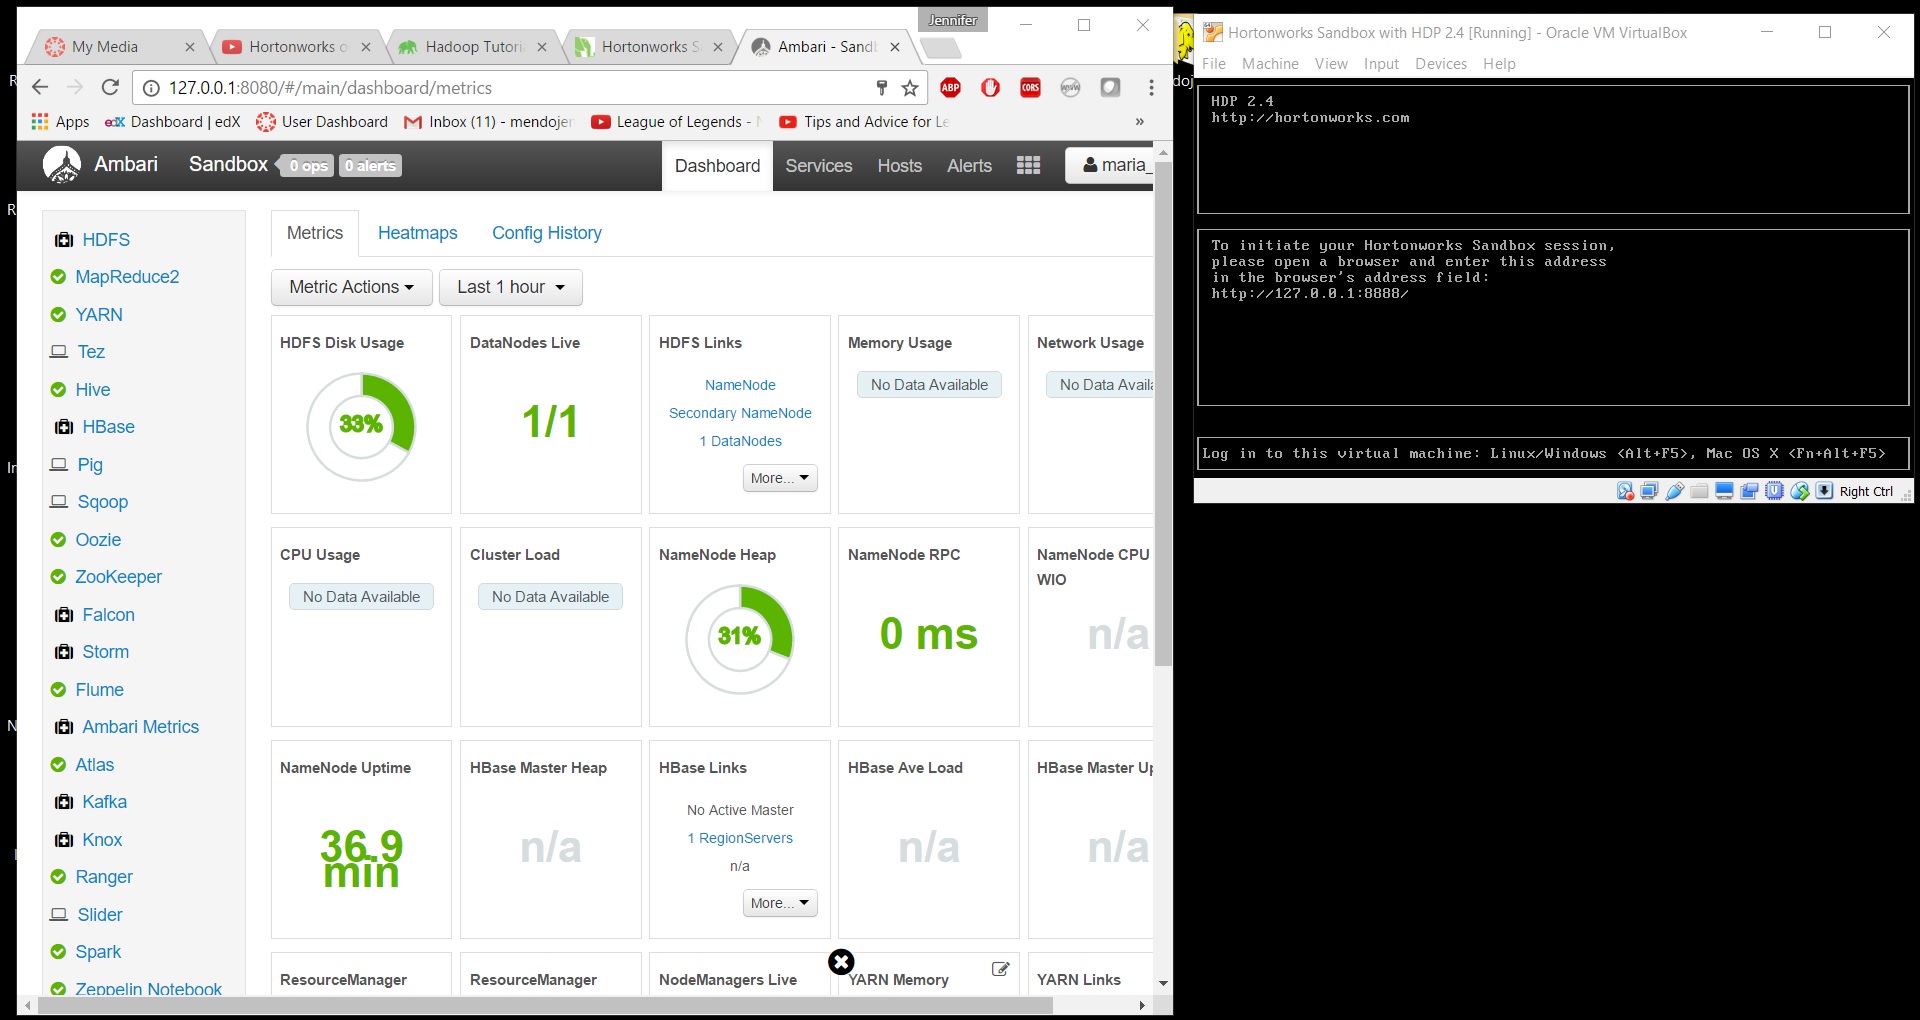 Jennifer
My Media
Hortonworks o
Hadoop Tutori
Hortonworks S
Ambari - Sandb
127.0.0.1:8080/#/main/dashboard/metrics
ABP
CORS
Apps
edX Dashboard | edX
User Dashboard
Inbox (11) - mendojer
League of Legends -
Tips and Advice for Le
»
Ambari
Sandbox
0 ops
0 alerts
Dashboard
Services
Hosts
Alerts
maria_
HDFS
MapReduce2
YARN
Tez
Hive
HBase
Pig
Sqoop
Oozie
ZooKeeper
Falcon
Storm
Flume
Ambari Metrics
Atlas
Kafka
Knox
Ranger
Slider
Spark
Zeppelin Notebook
Metrics
Heatmaps
Config History
Metric Actions
Last 1 hour
HDFS Disk Usage
33%
DataNodes Live
1/1
HDFS Links
NameNode
Secondary NameNode
1 DataNodes
More...
Memory Usage
No Data Available
Network Usage
No Data Availa
CPU Usage
No Data Available
Cluster Load
No Data Available
NameNode Heap
31%
NameNode RPC
0 ms
NameNode CPU
WIO
n/a
NameNode Uptime
36.9
min
HBase Master Heap
n/a
HBase Links
No Active Master
1 RegionServers
n/a
More...
HBase Ave Load
n/a
HBase Master Up
n/a
ResourceManager
ResourceManager
NodeManagers Live
YARN Memory
YARN Links
doj
Hortonworks Sandbox with HDP 2.4 [Running] - Oracle VM VirtualBox
File Machine View Input Devices Help
HDP 2.4
http://hortonworks.com
To initiate your Hortonworks Sandbox session,
please open a browser and enter this address
in the browser's address field:
http://127.0.0.1:8888/
Log in to this virtual machine: Linux/Windows <Alt+F5>, Mac OS X <Fn+Alt+F5>
Right Ctrl